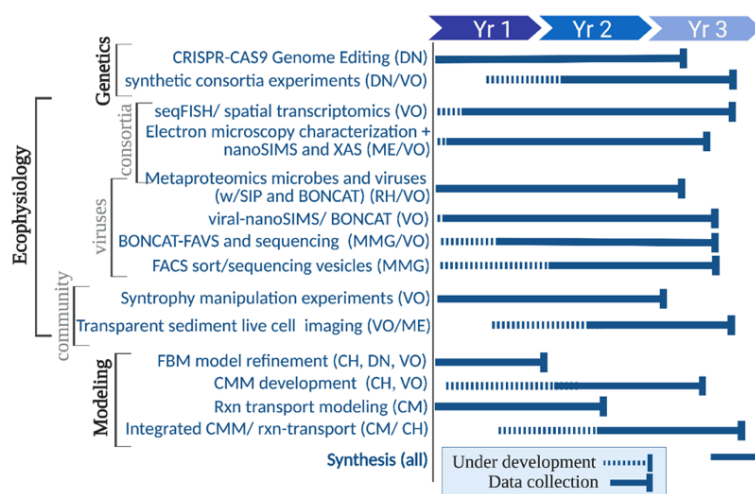 Yr 1 Yr 2 Yr 3
Genetics
CRISPR-CAS9 Genome Editing (DN)
synthetic consortia experiments (DN/VO)
Ecophysiology
consortia
seqFISH/ spatial transcriptomics (VO)
Electron microscopy characterization +
nanoSIMS and XAS (ME/VO)
viruses
Metaproteomics microbes and viruses
(w/SIP and BONCAT) (RH/VO)
viral-nanoSIMS/ BONCAT (VO)
BONCAT-FAVS and sequencing (MMG/VO)
FACS sort/sequencing vesicles (MMG)
community
Syntrophy manipulation experiments (VO)
Transparent sediment live cell imaging (VO/ME)
Modeling
FBM model refinement (CH, DN, VO)
CMM development (CH, VO)
Rxn transport modeling (CM)
Integrated CMM/ rxn-transport (CM/ CH)
Synthesis (all)
Under development
Data collection